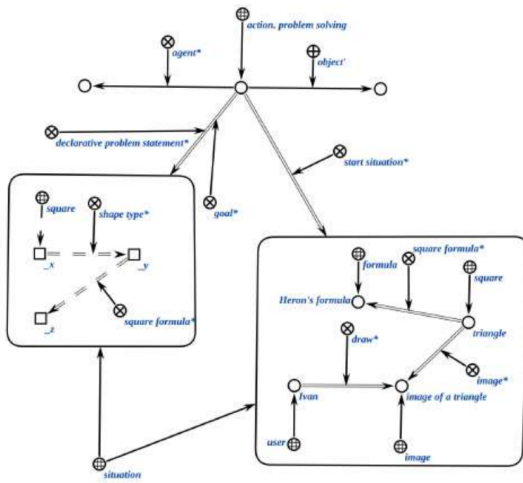 action. problem solving
agent*
object'
declarative problem statement*
start situation*
goal*
square
shape type*
_x
_y
_z
square formula*
square formula*
formula
square
Heron's formula
triangle
draw*
image*
Ivan
image of a triangle
user
image
situation